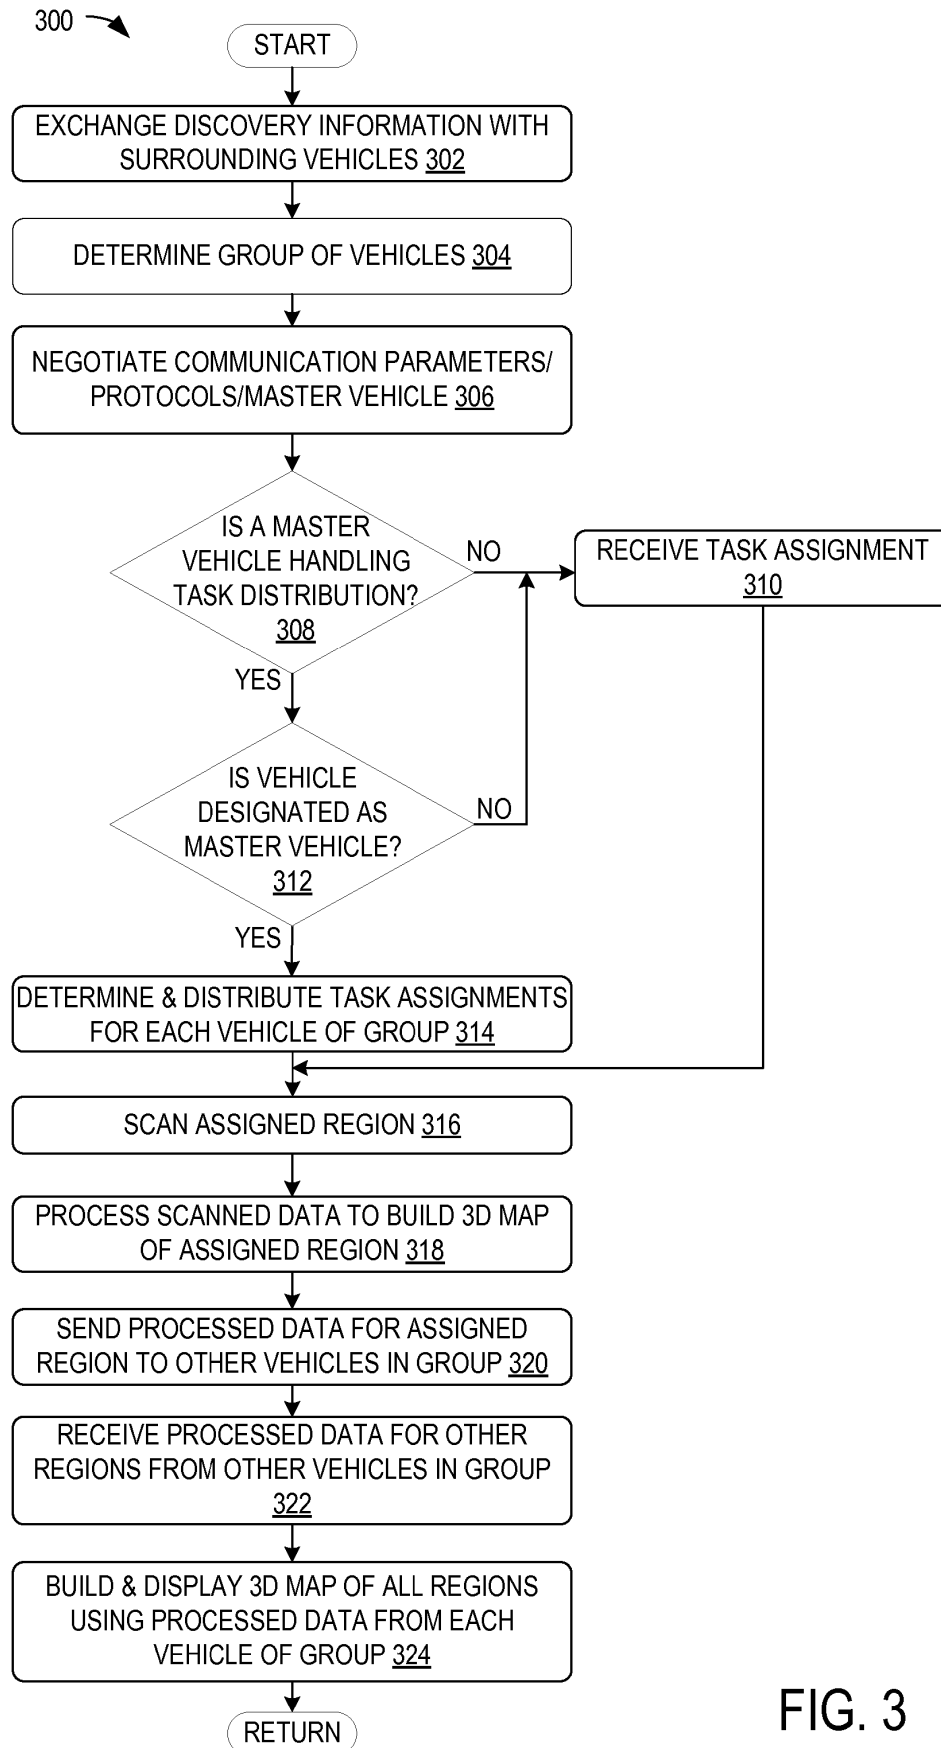 300
START
EXCHANGE DISCOVERY INFORMATION WITH
SURROUNDING VEHICLES 302
DETERMINE GROUP OF VEHICLES 304
NEGOTIATE COMMUNICATION PARAMETERS/
PROTOCOLS/MASTER VEHICLE 306
IS A MASTER
VEHICLE HANDLING
TASK DISTRIBUTION?
308
NO
RECEIVE TASK ASSIGNMENT
310
YES
IS VEHICLE
DESIGNATED AS
MASTER VEHICLE?
312
NO
YES
DETERMINE & DISTRIBUTE TASK ASSIGNMENTS
FOR EACH VEHICLE OF GROUP 314
SCAN ASSIGNED REGION 316
PROCESS SCANNED DATA TO BUILD 3D MAP
OF ASSIGNED REGION 318
SEND PROCESSED DATA FOR ASSIGNED
REGION TO OTHER VEHICLES IN GROUP 320
RECEIVE PROCESSED DATA FOR OTHER
REGIONS FROM OTHER VEHICLES IN GROUP
322
BUILD & DISPLAY 3D MAP OF ALL REGIONS
USING PROCESSED DATA FROM EACH
VEHICLE OF GROUP 324
RETURN
FIG. 3